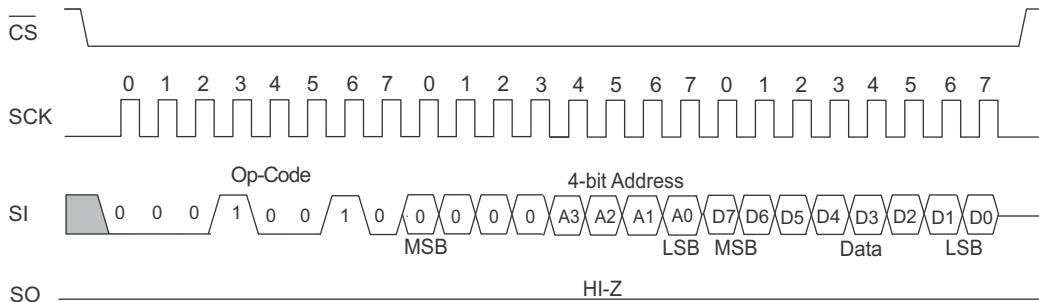 CS
0 1 2 3 4 5 6 7 0 1 2 3 4 5 6 7 0 1 2 3 4 5 6 7
SCK
Op-Code 4-bit Address
SI 0 0 0 1 0 0 1 0 0 0 0 0 A3 A2 A1 A0 D7 D6 D5 D4 D3 D2 D1 D0
MSB LSB MSB Data LSB
HI-Z
SO